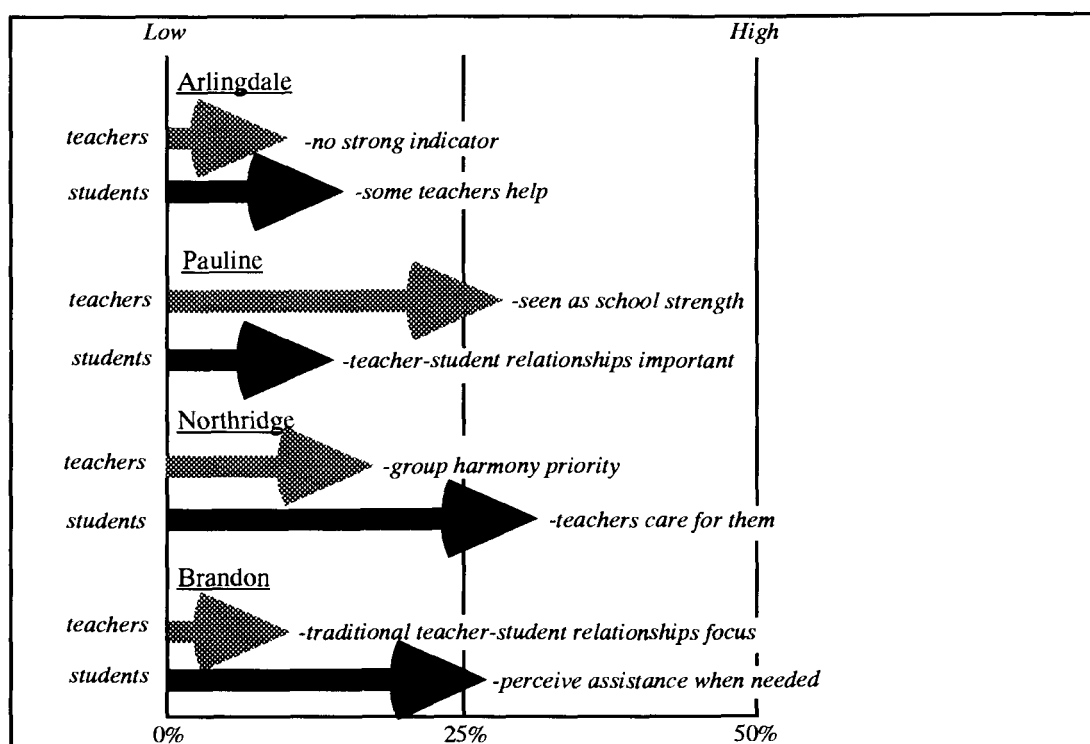 Low High
Arlingdale
teachers -no strong indicator
students -some teachers help
Pauline
teachers -seen as school strength
students -teacher-student relationships important
Northridge
teachers -group harmony priority
students -teachers care for them
Brandon
teachers -traditional teacher-student relationships focus
students -perceive assistance when needed
0% 25% 50%